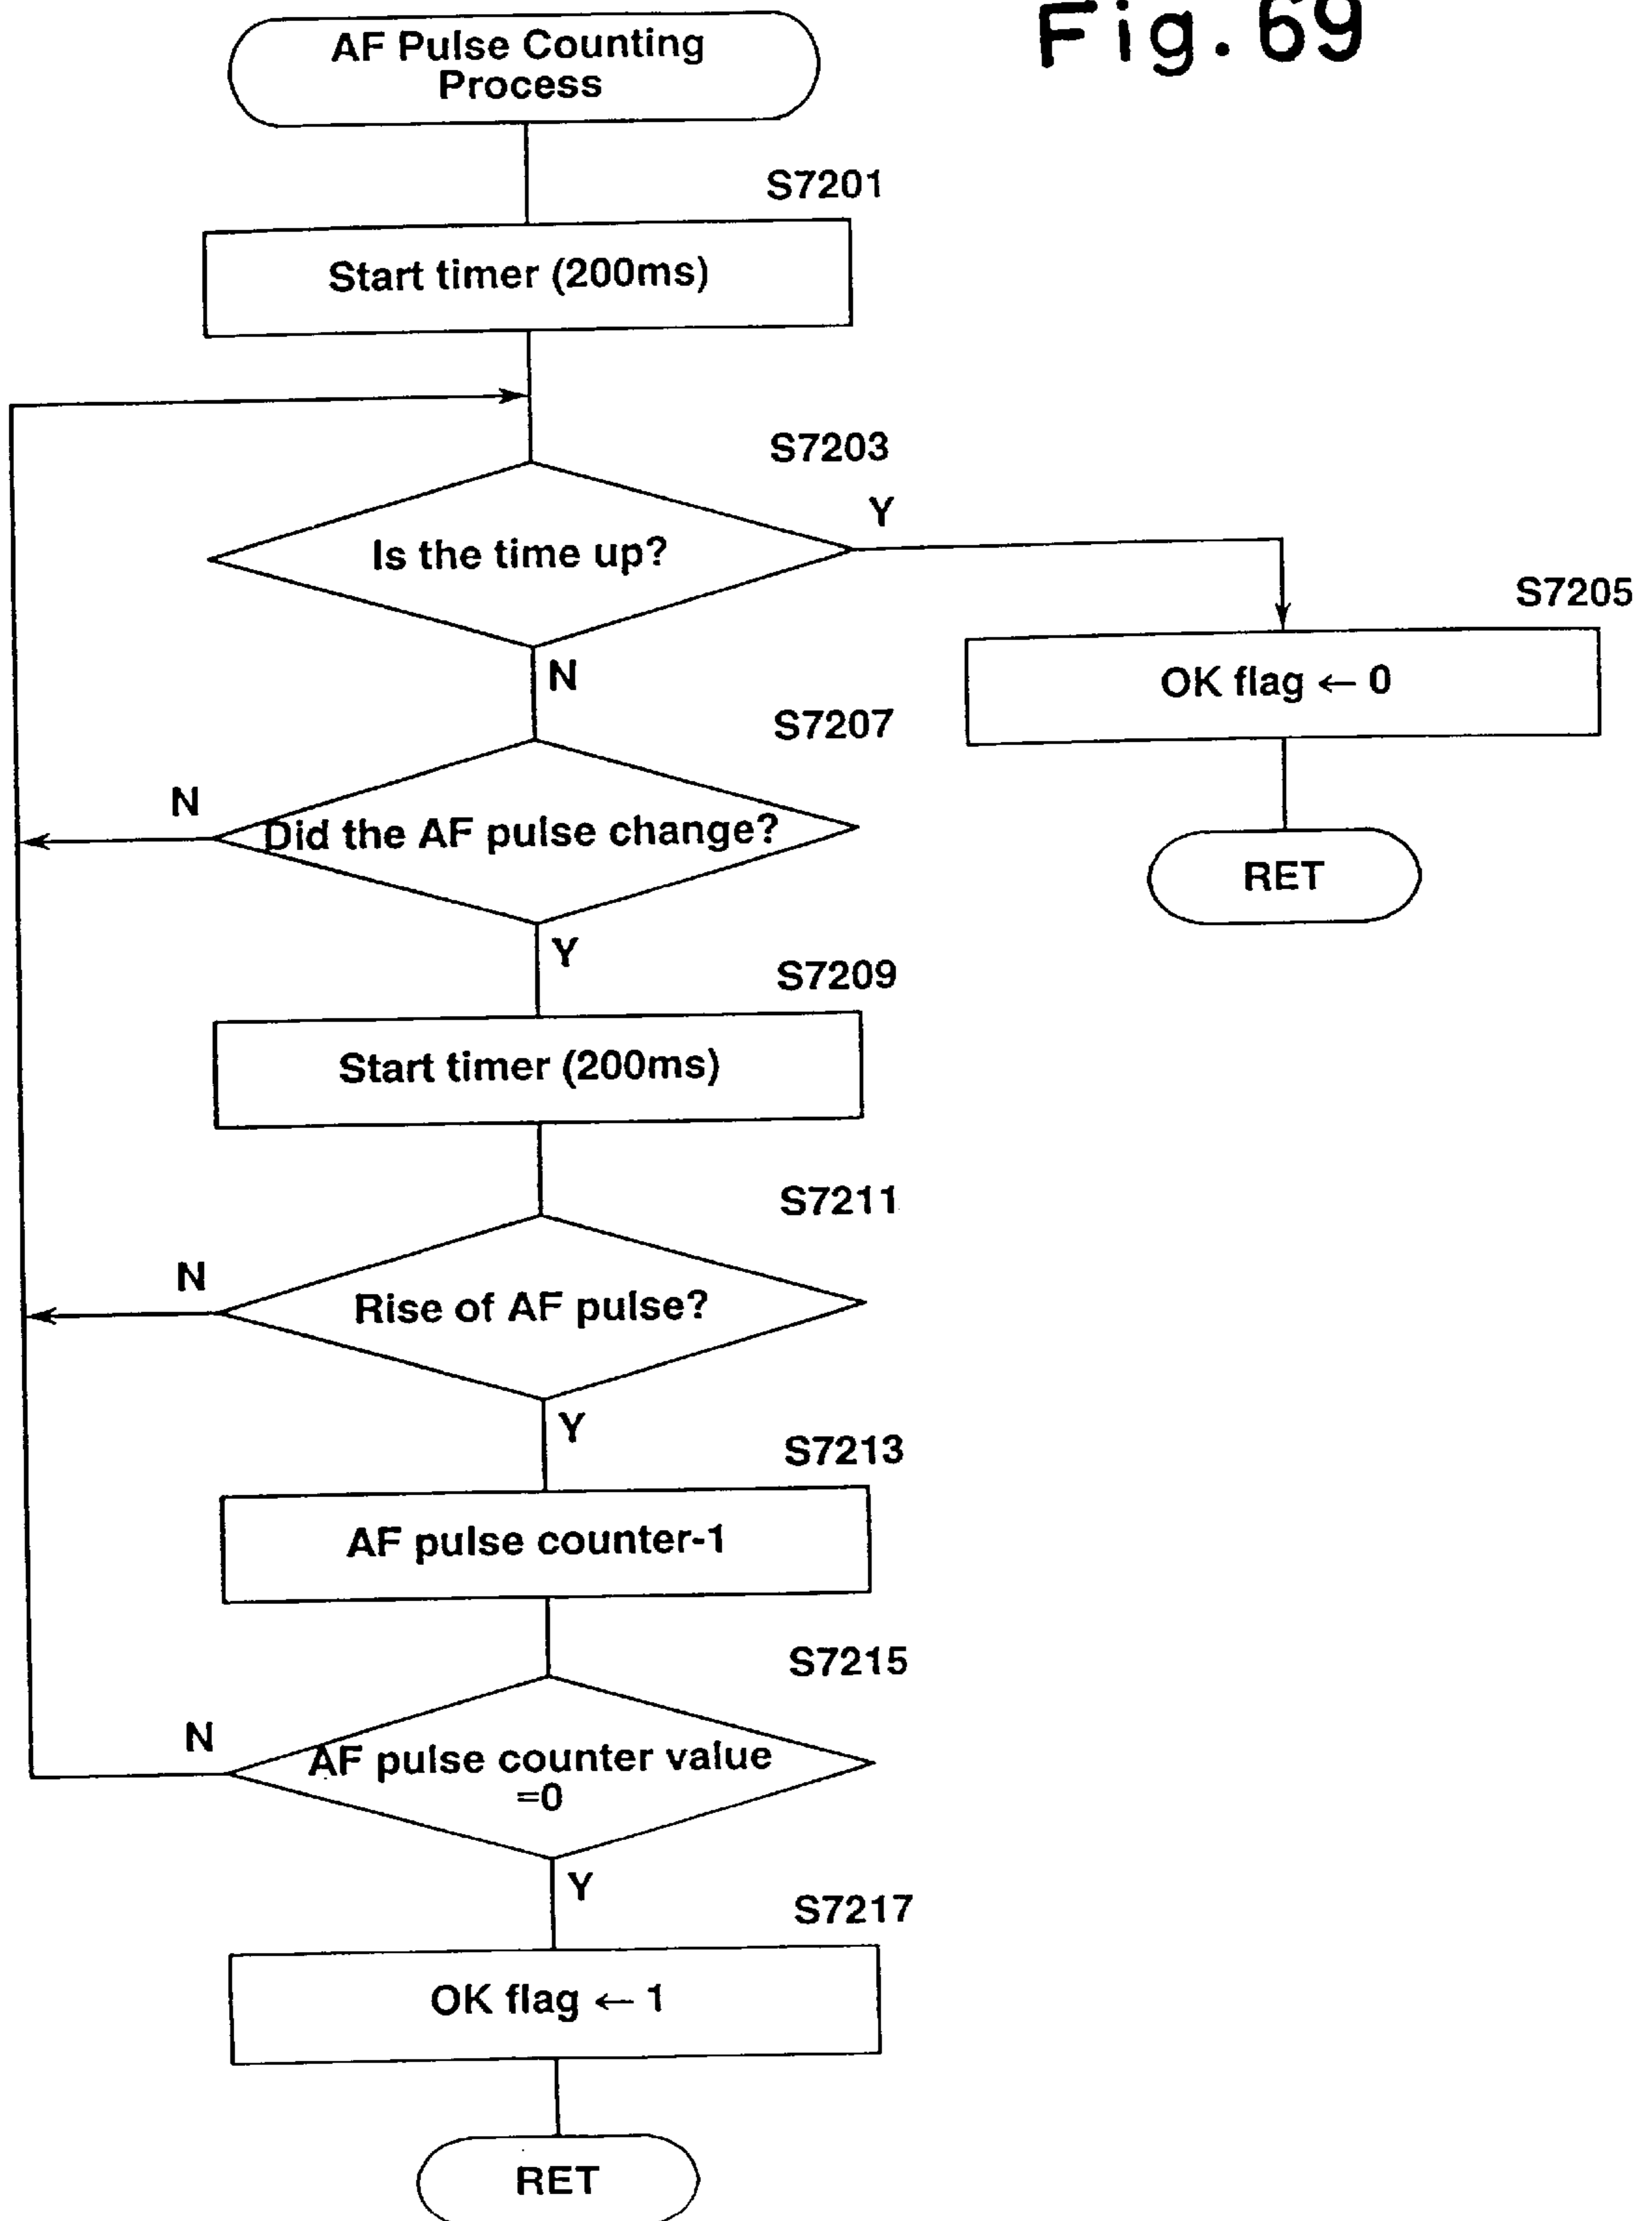 Fig. 69
AF Pulse Counting
Process
S7201
Start timer (200ms)
S7203
Is the time up?
Y
N
S7205
OK flag ← 0
RET
S7207
Did the AF pulse change?
N
Y
S7209
Start timer (200ms)
S7211
Rise of AF pulse?
N
Y
S7213
AF pulse counter-1
S7215
AF pulse counter value
=0
N
Y
S7217
OK flag ← 1
RET